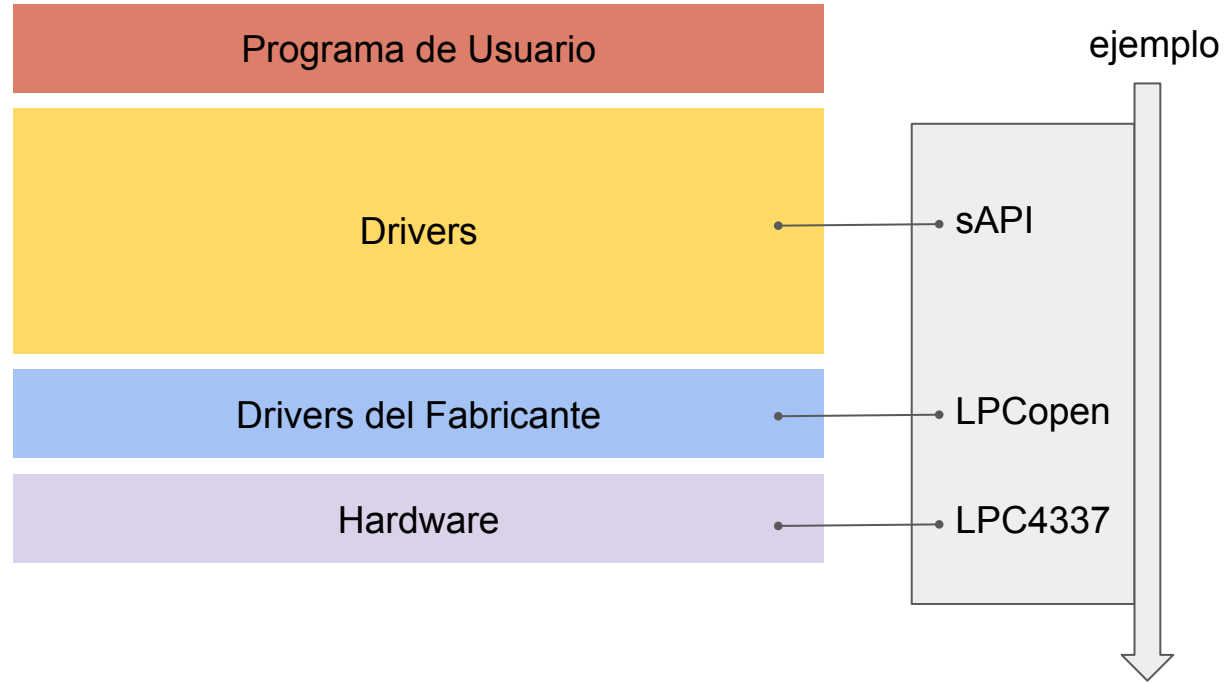 Programa de Usuario
ejemplo
Drivers
sAPI
Drivers del Fabricante
LPCopen
Hardware
LPC4337